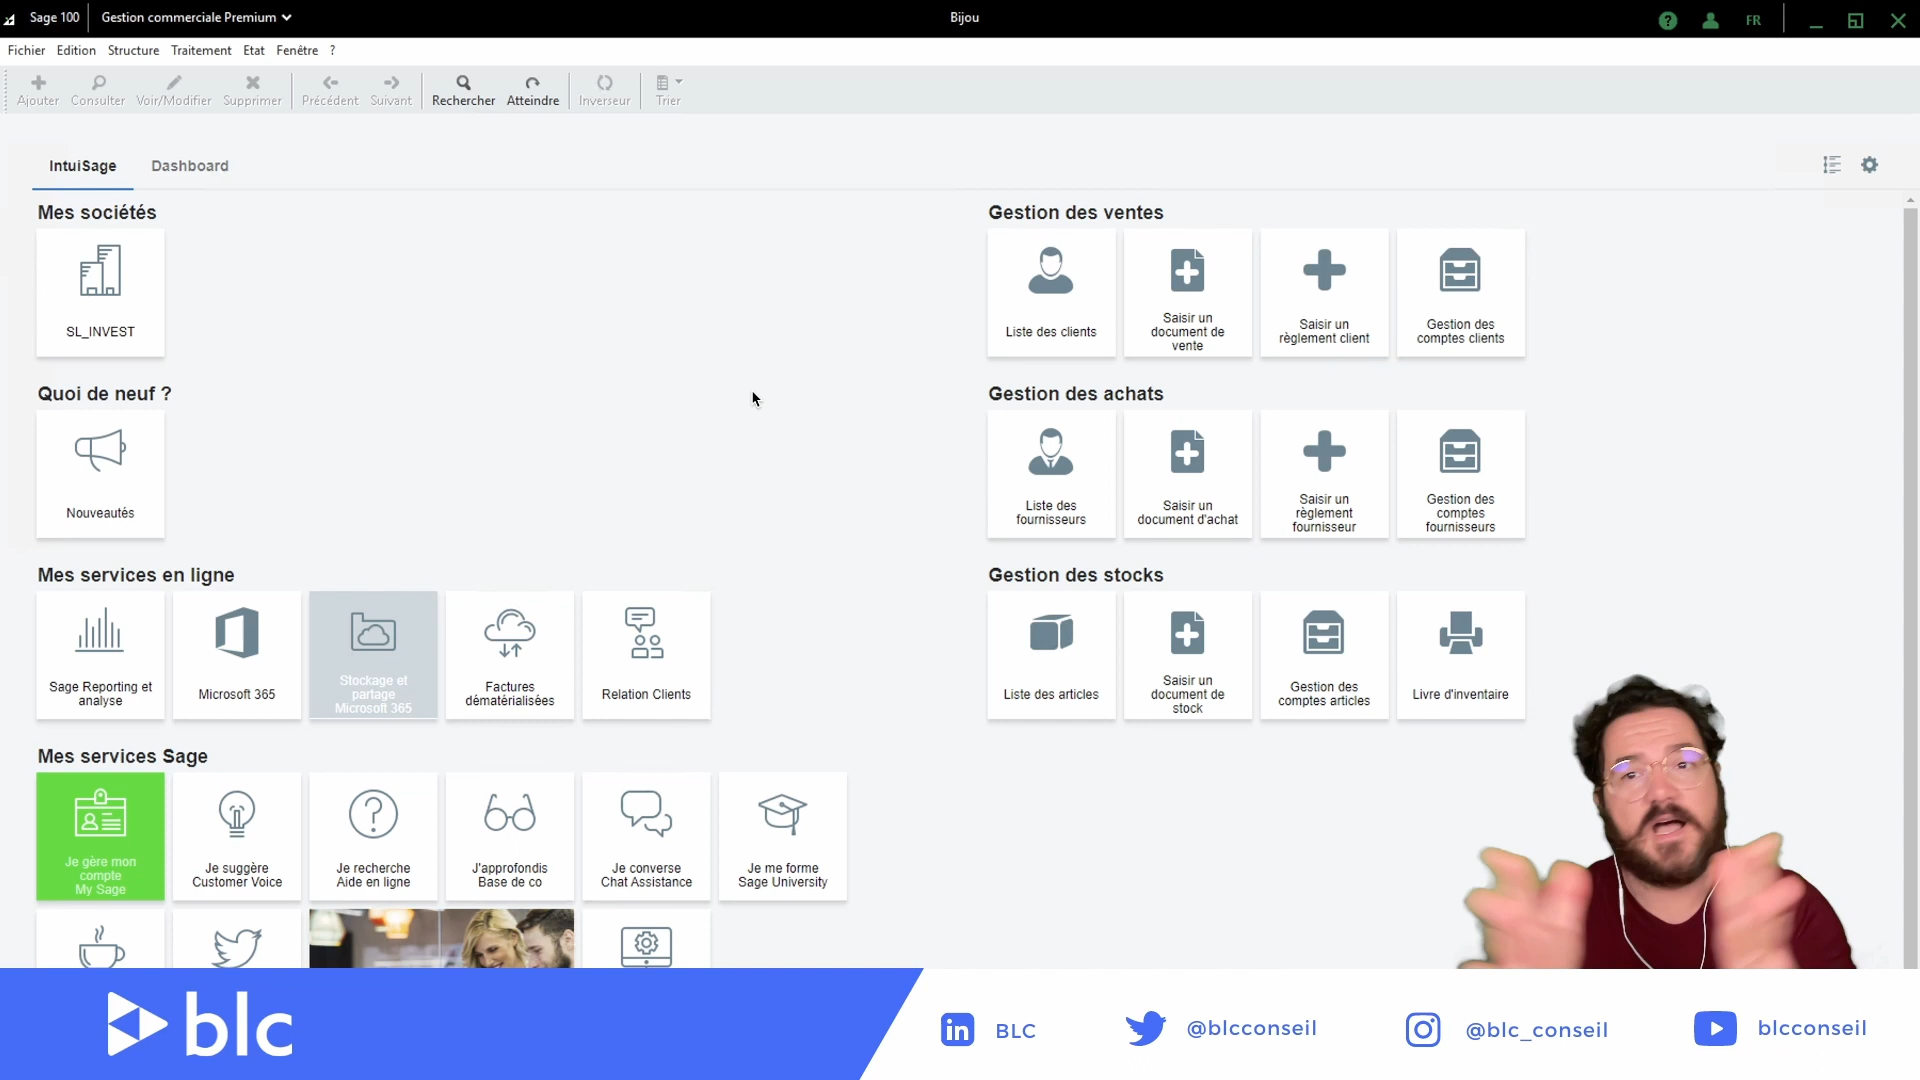 Sage 100
Gestion commerciale Premium
Bijou
FR
Fichier
Edition
Structure
Traitement
Etat
Fenêtre
?
Ajouter
Consulter
Voir/Modifier
Supprimer
Précédent
Suivant
Rechercher
Atteindre
Inverseur
Trier
IntuiSage
Dashboard
Mes sociétés
SL_INVEST
Quoi de neuf ?
Nouveautés
Mes services en ligne
Sage Reporting et
analyse
Microsoft 365
Stockage et
partage
Microsoft 365
Factures
dématérialisées
Relation Clients
Mes services Sage
Je gère mon
compte
My Sage
Je suggère
Customer Voice
Je recherche
Aide en ligne
J'approfondis
Base de co
Je converse
Chat Assistance
Je me forme
Sage University
Gestion des ventes
Liste des clients
Saisir un
document de
vente
Saisir un
règlement client
Gestion des
comptes clients
Gestion des achats
Liste des
fournisseurs
Saisir un
document d'achat
Saisir un
règlement
fournisseur
Gestion des
comptes
fournisseurs
Gestion des stocks
Liste des articles
Saisir un
document de
stock
Gestion des
comptes articles
Livre d'inventaire
blc
BLC
@blcconseil
@blc_conseil
blcconseil